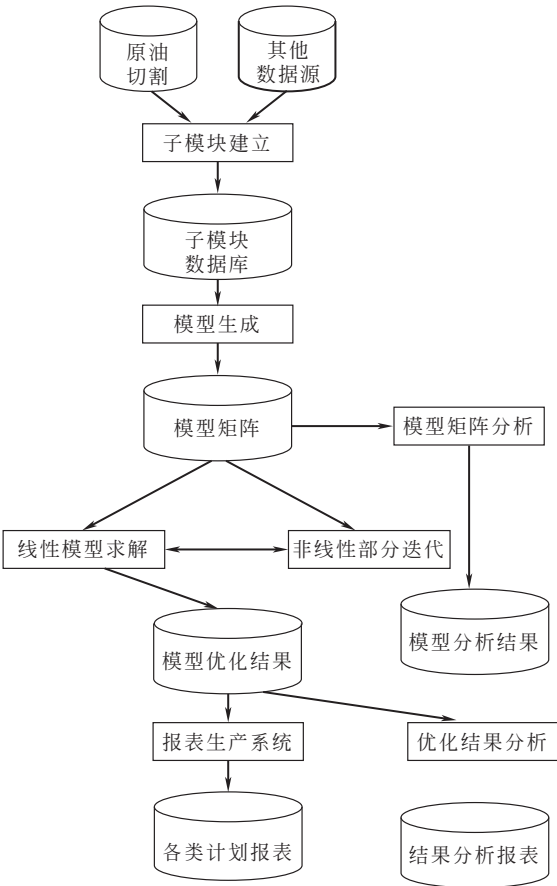 原油
切割
其他
数据源
子模块建立
子模块
数据库
模型生成
模型矩阵
模型矩阵分析
线性模型求解
非线性部分迭代
模型优化结果
模型分析结果
报表生产系统
优化结果分析
各类计划报表
结果分析报表